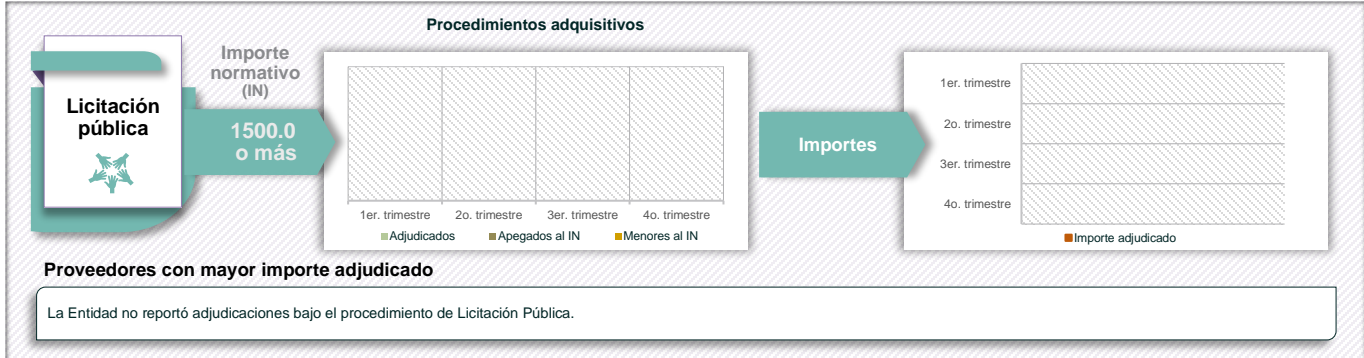 Procedimientos adquisitivos
Licitación
pública
Importe
normativo
(IN)
1500.0
o más
1er. trimestre 2o. trimestre 3er. trimestre 4o. trimestre
Adjudicados Apegados al IN Menores al IN
Importes
1er. trimestre
2o. trimestre
3er. trimestre
4o. trimestre
Importe adjudicado
Proveedores con mayor importe adjudicado
La Entidad no reportó adjudicaciones bajo el procedimiento de Licitación Pública.